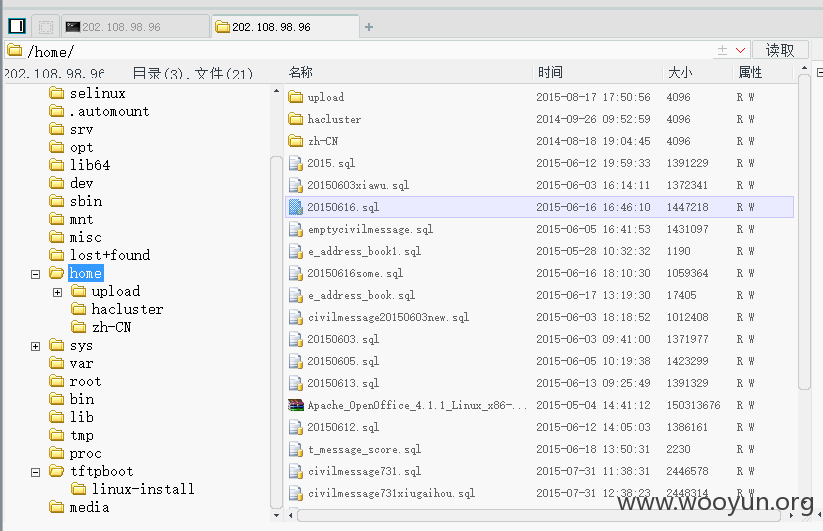 202.108.98.96
202.108.98.96
/home/
读取
202.108.98.96
目录(3).文件(21)
名称 时间 大小 属性
selinux
.automount
srv
opt
lib64
dev
sbin
mnt
misc
lost+found
home
upload
hacluster
zh-CN
sys
var
root
bin
lib
tmp
proc
tftpboot
linux-install
media
upload 2015-08-17 17:50:56 4096 R W
hacluster 2014-09-26 09:52:59 4096 R W
zh-CN 2014-08-18 19:04:45 4096 R W
2015.sql 2015-06-12 19:59:33 1391229 R W
20150603xiawu.sql 2015-06-03 16:14:11 1372341 R W
20150616.sql 2015-06-16 16:46:10 1447218 R W
emptycivilmessage.sql 2015-06-05 16:41:53 1431097 R W
e_address_book1.sql 2015-05-28 10:32:32 1190 R W
20150616some.sql 2015-06-16 18:10:30 1059364 R W
e_address_book.sql 2015-06-17 13:19:30 17405 R W
civilmessage20150603new.sql 2015-06-03 18:18:52 1012408 R W
20150603.sql 2015-06-03 09:41:00 1371977 R W
20150605.sql 2015-06-05 10:19:38 1423299 R W
20150613.sql 2015-06-13 09:25:49 1391329 R W
Apache_OpenOffice_4.1.1_Linux_x86-... 2015-05-04 14:41:12 150313676 R W
20150612.sql 2015-06-12 14:05:03 1386161 R W
t_message_score.sql 2015-06-18 13:50:31 2230 R W
civilmessage731.sql 2015-07-31 11:38:31 2446578 R W
civilmessage731xiugaihou.sql 2015-07-31 12:38:23 2448314 R W
www.wooyun.org